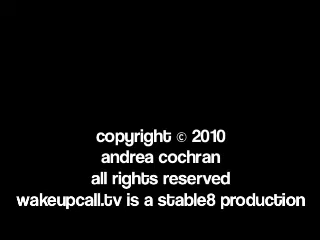 copyright © 2010
andrea cochran
all rights reserved
wakeupcall.tv is a stable8 production